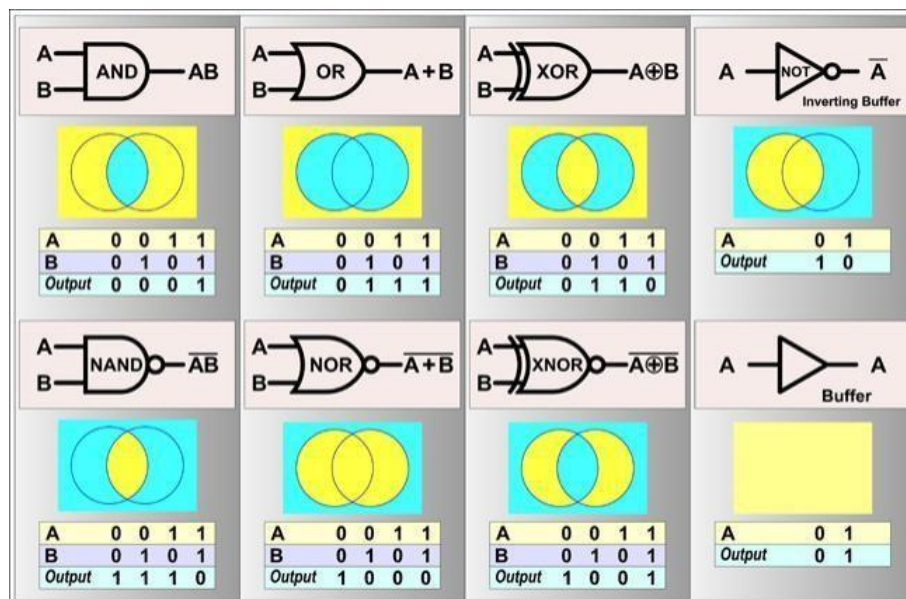 A
B
AND
AB
A
B
OR
A+B
A
B
XOR
A⊕B
A
NOT
A̅
Inverting Buffer
A 0 0 1 1
B 0 1 0 1
Output 0 0 0 1
A 0 0 1 1
B 0 1 0 1
Output 0 1 1 1
A 0 0 1 1
B 0 1 0 1
Output 0 1 1 0
A 0 1
Output 1 0
A
B
NAND
A̅B̅
A
B
NOR
A̅+̅B̅
A
B
XNOR
A̅⊕̅B̅
A
A
Buffer
A 0 0 1 1
B 0 1 0 1
Output 1 1 1 0
A 0 0 1 1
B 0 1 0 1
Output 1 0 0 0
A 0 0 1 1
B 0 1 0 1
Output 1 0 0 1
A 0 1
Output 0 1